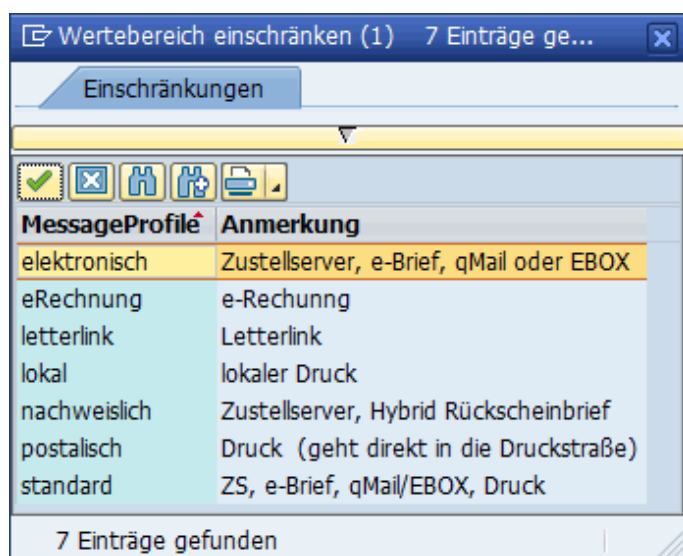 Wertebereich einschränken (1) 7 Einträge ge...
Einschränkungen
MessageProfile Anmerkung
elektronisch Zustellserver, e-Brief, qMail oder EBOX
eRechnung e-Rechunng
letterlink Letterlink
lokal lokaler Druck
nachweislich Zustellserver, Hybrid Rückscheinbrief
postalisch Druck (geht direkt in die Druckstraße)
standard ZS, e-Brief, qMail/EBOX, Druck
7 Einträge gefunden